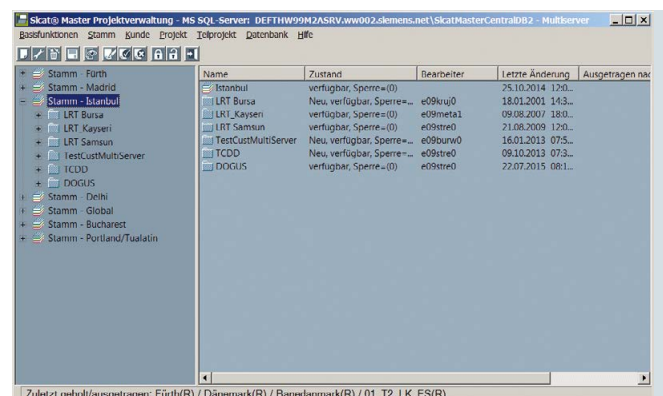 Skat® Master Projektverwaltung - MS SQL-Server: DEFTHW99M2ASRV.ww002.siemens.net\SkatMasterCentralDB2 - Multiserver
Basisfunktionen Stamm Kunde Projekt Teilprojekt Datenbank Hilfe
Stamm - Fürth
Stamm - Madrid
Stamm - Istanbul
LRT Bursa
LRT_Kayseri
LRT Samsun
TestCustMultiServer
TCDD
DOGUS
Stamm - Delhi
Stamm - Global
Stamm - Bucharest
Stamm - Portland/Tualatin
Name Zustand Bearbeiter Letzte Änderung Ausgetragen nac
Istanbul verfügbar, Sperre=(0) 25.10.2014 12:0...
LRT Bursa Neu, verfügbar, Sperre=... e09kruj0 18.01.2001 14:3...
LRT_Kayseri Neu, verfügbar, Sperre=... e09meta1 09.08.2007 18:0...
LRT Samsun verfügbar, Sperre=(0) e09stre0 21.08.2009 12:0...
TestCustMultiServer Neu, verfügbar, Sperre=... e09burw0 16.01.2013 07:5...
TCDD Neu, verfügbar, Sperre=... e09stre0 09.10.2013 07:3...
DOGUS verfügbar, Sperre=(0) e09stre0 22.07.2015 08:1...
Zuletzt geholt/ausgetragen: Fürth(R) / Dänemark(R) / Banedanmark(R) / 01_T2_LK_FS(R)